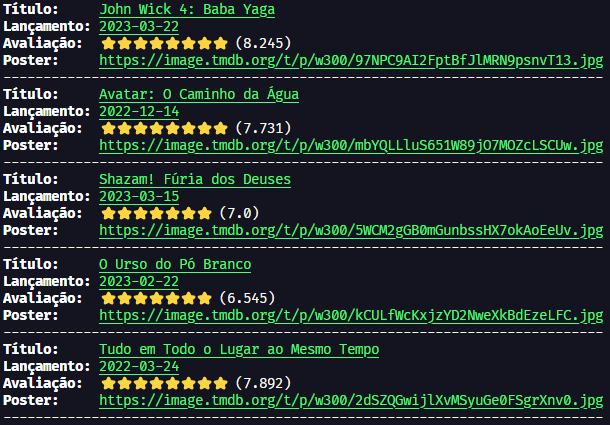 Título: John Wick 4: Baba Yaga
Lançamento: 2023-03-22
Avaliação: ⭐⭐⭐⭐⭐⭐⭐⭐ (8.245)
Poster: https://image.tmdb.org/t/p/w300/97NPC9AI2FptBfJlMRN9psnvT13.jpg
---------------------------------------------------------------------------
Título: Avatar: O Caminho da Água
Lançamento: 2022-12-14
Avaliação: ⭐⭐⭐⭐⭐⭐⭐⭐ (7.731)
Poster: https://image.tmdb.org/t/p/w300/mbYQLLluS651W89jO7MOZcLSCUw.jpg
---------------------------------------------------------------------------
Título: Shazam! Fúria dos Deuses
Lançamento: 2023-03-15
Avaliação: ⭐⭐⭐⭐⭐⭐⭐ (7.0)
Poster: https://image.tmdb.org/t/p/w300/5WCM2gGB0mGunbssHX7okAoEeUv.jpg
---------------------------------------------------------------------------
Título: O Urso do Pó Branco
Lançamento: 2023-02-22
Avaliação: ⭐⭐⭐⭐⭐⭐⭐ (6.545)
Poster: https://image.tmdb.org/t/p/w300/kCULfWcKxjzYD2NweXkBdEzeLFC.jpg
---------------------------------------------------------------------------
Título: Tudo em Todo o Lugar ao Mesmo Tempo
Lançamento: 2022-03-24
Avaliação: ⭐⭐⭐⭐⭐⭐⭐⭐ (7.892)
Poster: https://image.tmdb.org/t/p/w300/2dSZQGwijlXvMSyuGe0FSgrXnv0.jpg
---------------------------------------------------------------------------